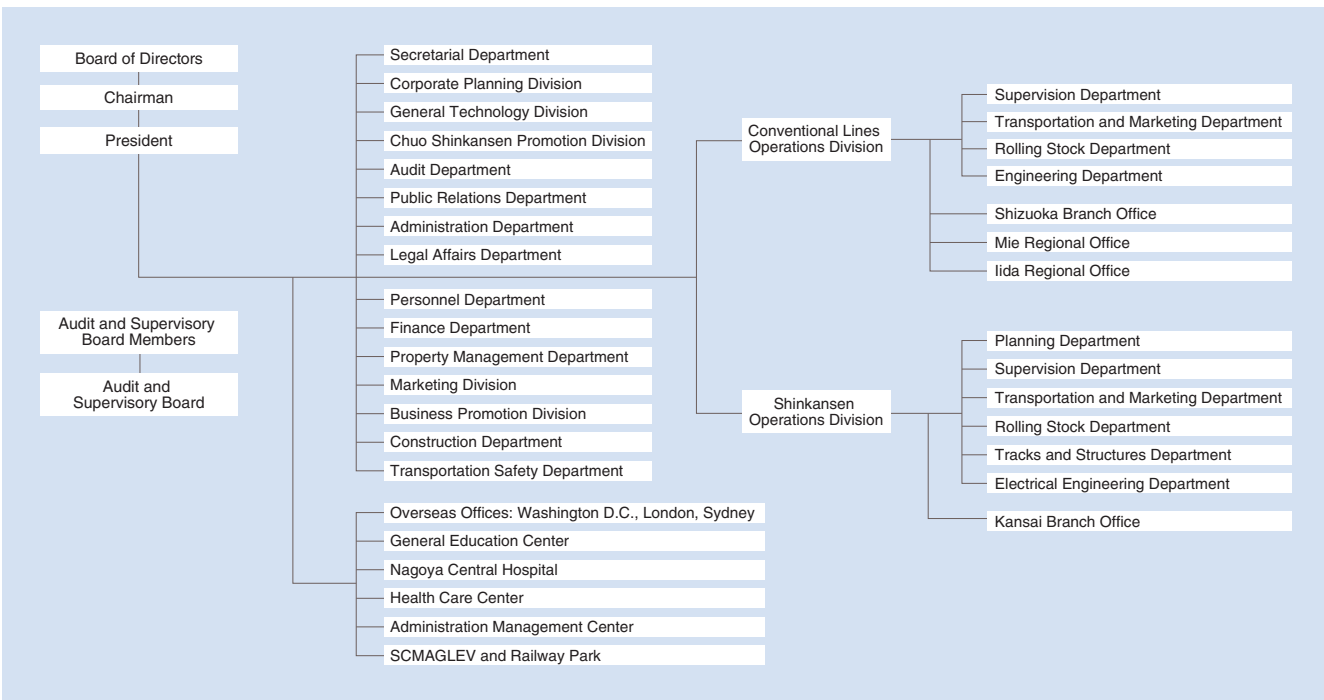 Board of Directors
Chairman
President
Audit and Supervisory
Board Members
Audit and
Supervisory Board
Secretarial Department
Corporate Planning Division
General Technology Division
Chuo Shinkansen Promotion Division
Audit Department
Public Relations Department
Administration Department
Legal Affairs Department
Personnel Department
Finance Department
Property Management Department
Marketing Division
Business Promotion Division
Construction Department
Transportation Safety Department
Overseas Offices: Washington D.C., London, Sydney
General Education Center
Nagoya Central Hospital
Health Care Center
Administration Management Center
SCMAGLEV and Railway Park
Conventional Lines
Operations Division
Supervision Department
Transportation and Marketing Department
Rolling Stock Department
Engineering Department
Shizuoka Branch Office
Mie Regional Office
Iida Regional Office
Shinkansen
Operations Division
Planning Department
Supervision Department
Transportation and Marketing Department
Rolling Stock Department
Tracks and Structures Department
Electrical Engineering Department
Kansai Branch Office